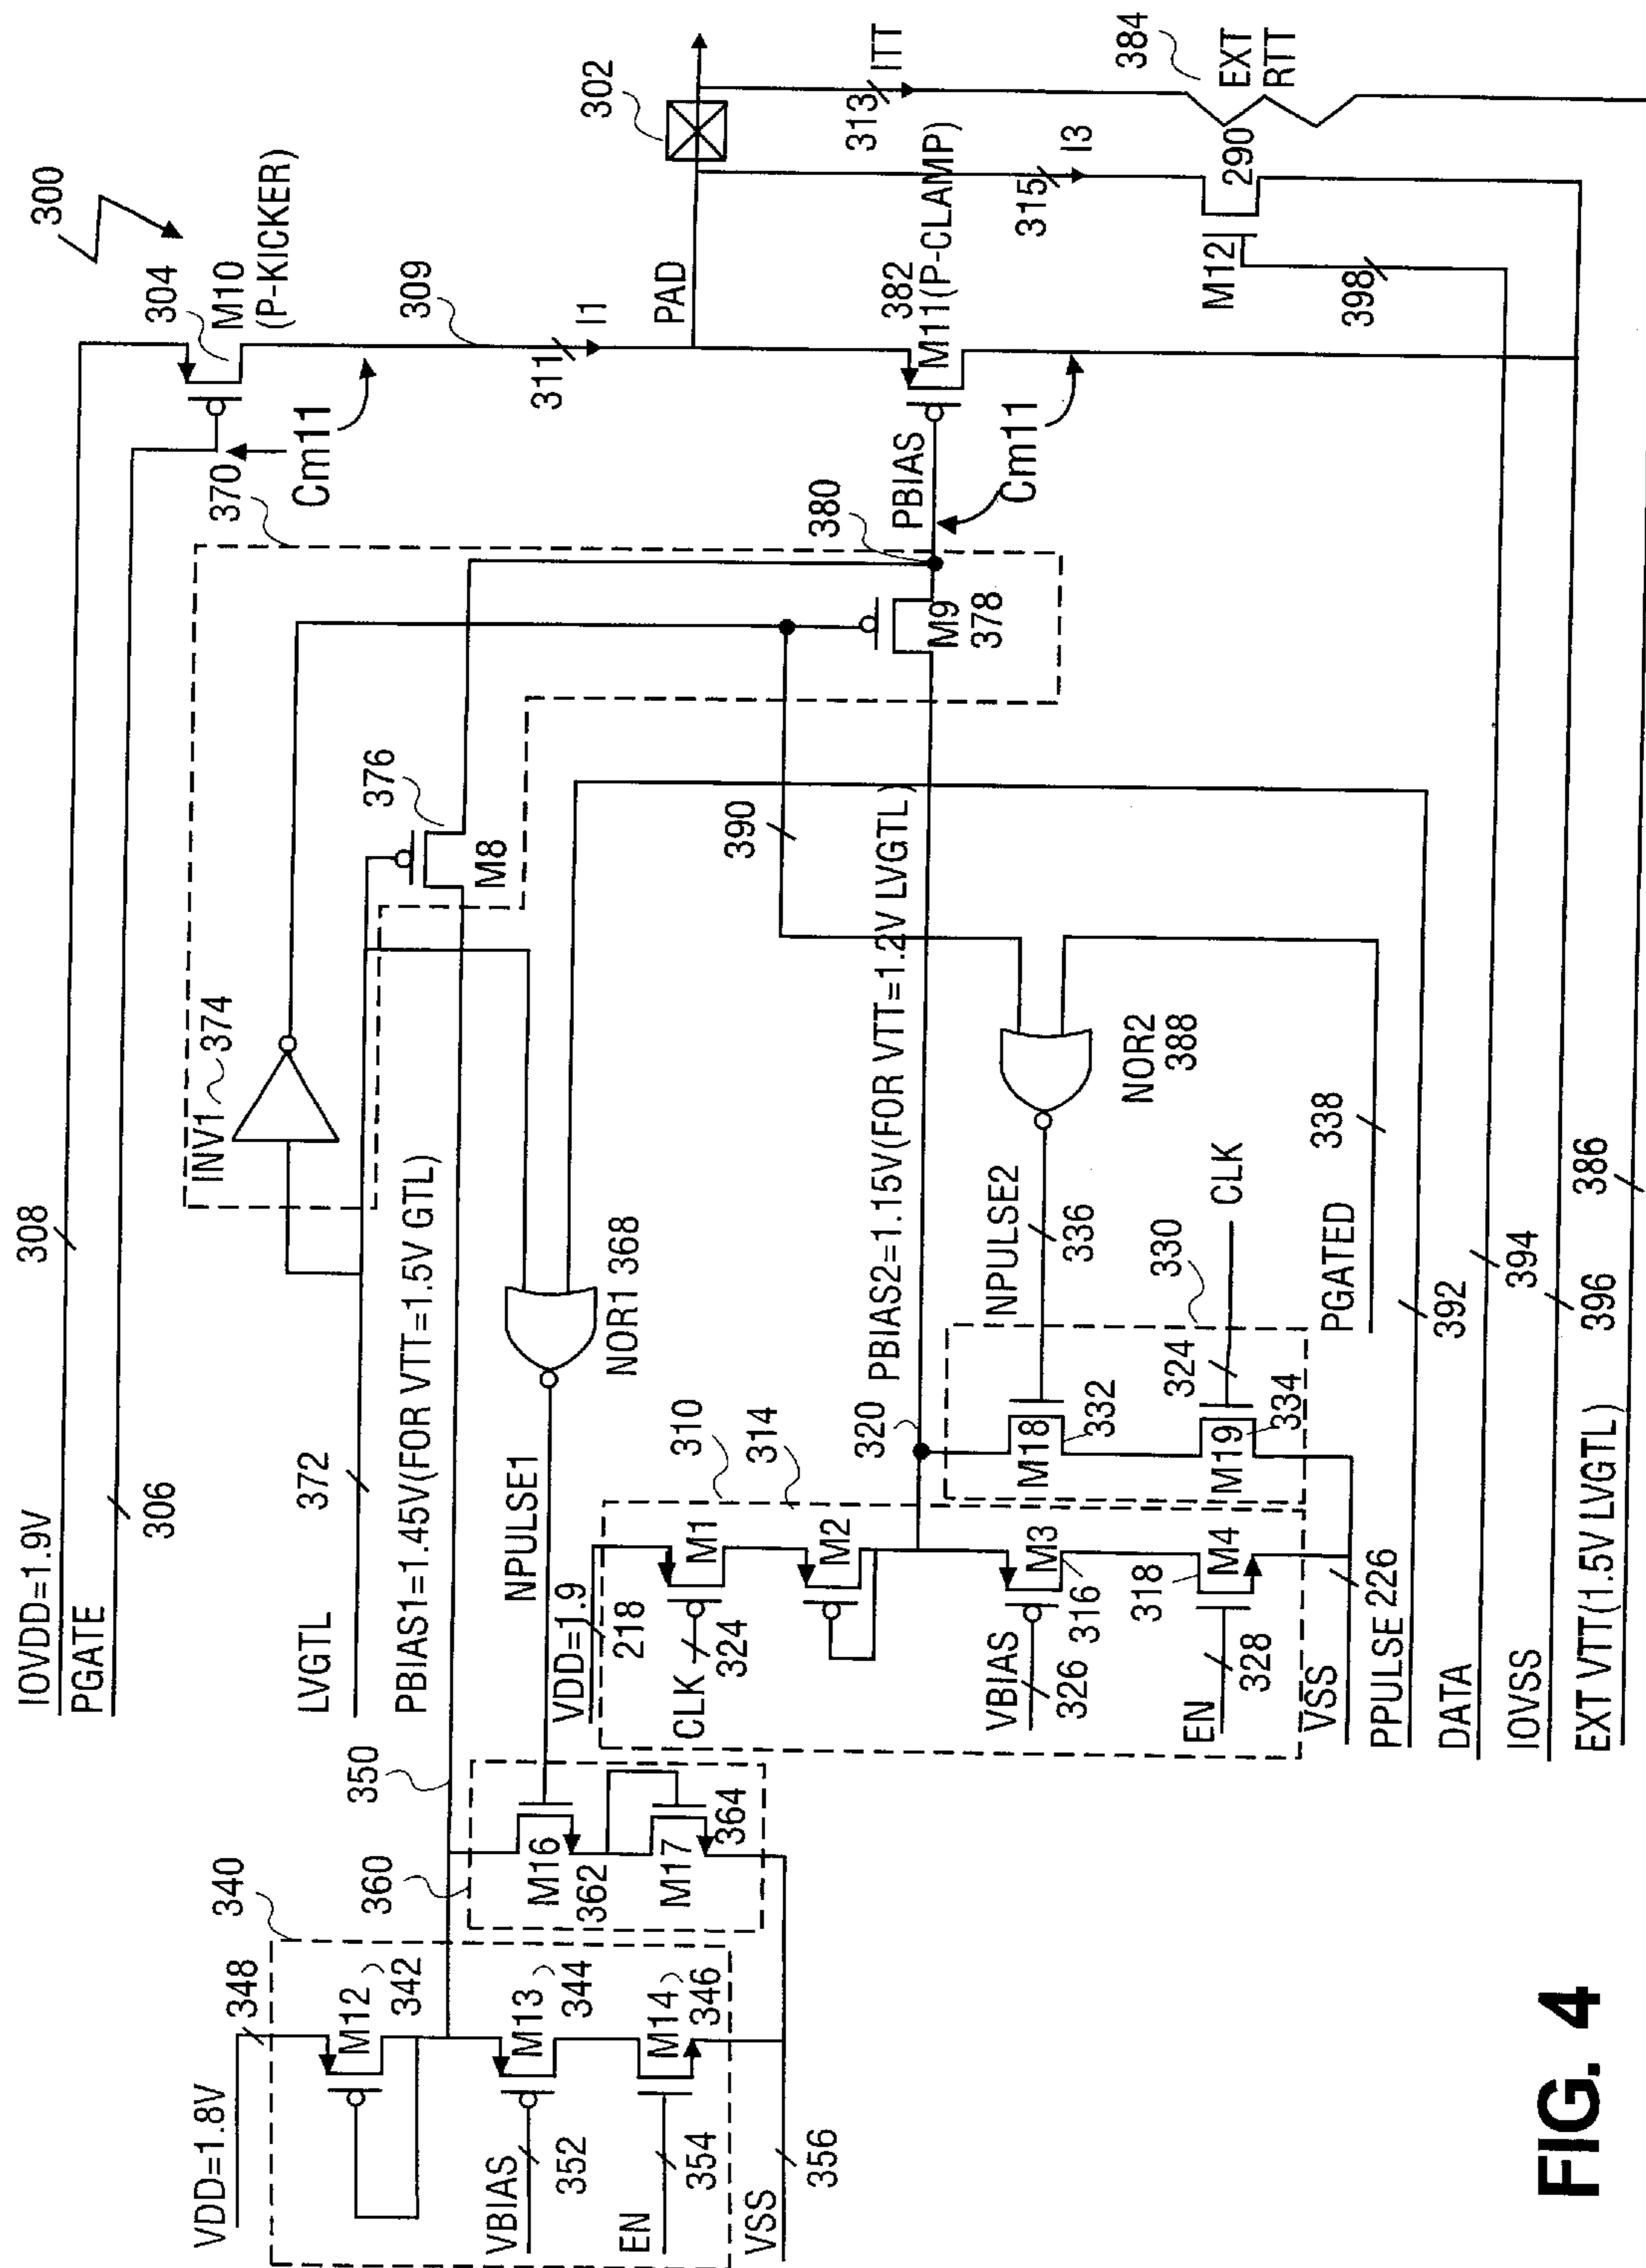 300
IOVDD=1.9V
308
PGATE
306
304
M10
(P-KICKER)
370
Cm11
309
311
I1
302
PAD
313
ITT
384
EXT
RTT
INV1
374
LVGTL
372
376
M8
380
PBIAS
Cm11
382
M11(P-CLAMP)
315
I3
290
M12
398
PBIAS1=1.45V(FOR VTT=1.5V GTL)
350
M9
378
390
NOR1 368
NPULSE1
PBIAS2=1.15V(FOR VTT=1.2V LVGTL)
320
NOR2
388
NPULSE2
336
330
CLK
324
338
PGATED
340
348
VDD=1.8V
M12
342
M13
344
M14
346
VBIAS
352
EN
354
VSS
356
360
M16
362
M17
364
310
314
VDD=1.9
218
M1
CLK
324
M2
M3
316
VBIAS
326
318
M4
EN
328
M18
332
M19
334
VSS
226
PPULSE
392
DATA
394
IOVSS
396
EXT VTT(1.5V LVGTL)
386
FIG. 4